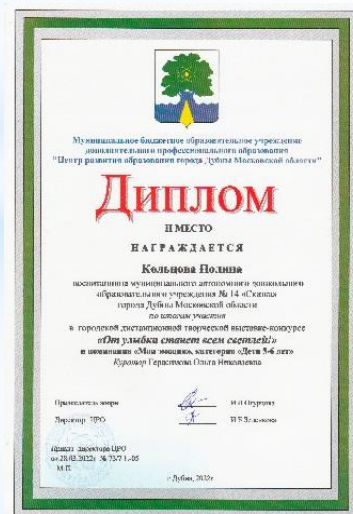 Муниципальное бюджетное образовательное учреждение
дополнительного профессионального образования
"Центр развития образования города Дубны Московской области"
Диплом
II МЕСТО
НАГРАЖДАЕТСЯ
Кольцова Полина
воспитанница муниципального автономного дошкольного
образовательного учреждения № 14 «Сказка»
города Дубны Московской области
по итогам участия
в городской дистанционной творческой выставке-конкурсе
«От улыбки станет всем светлей!»
в номинации «Мои эмоции», категория «Дети 5-6 лет»
Куратор Герасимова Ольга Николаевна
Председатель жюри
Директор ЦРО
Приказ директора ЦРО
М.П.
г Дубна, 2022г